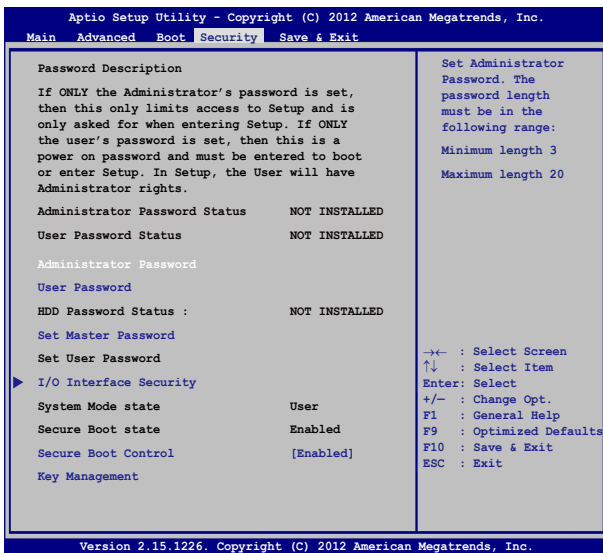 Aptio Setup Utility - Copyright (C) 2012 American Megatrends, Inc.
Main Advanced Boot Security Save & Exit
Password Description
If ONLY the Administrator's password is set,
then this only limits access to Setup and is
only asked for when entering Setup. If ONLY
the user's password is set, then this is a
power on password and must be entered to boot
or enter Setup. In Setup, the User will have
Administrator rights.
Administrator Password Status NOT INSTALLED
User Password Status NOT INSTALLED
Administrator Password
User Password
HDD Password Status : NOT INSTALLED
Set Master Password
Set User Password
I/O Interface Security
System Mode state User
Secure Boot state Enabled
Secure Boot Control [Enabled]
Key Management
Set Administrator
Password. The
password length
must be in the
following range:
Minimum length 3
Maximum length 20
→← : Select Screen
↑↓ : Select Item
Enter: Select
+/— : Change Opt.
F1 : General Help
F9 : Optimized Defaults
F10 : Save & Exit
ESC : Exit
Version 2.15.1226. Copyright (C) 2012 American Megatrends, Inc.